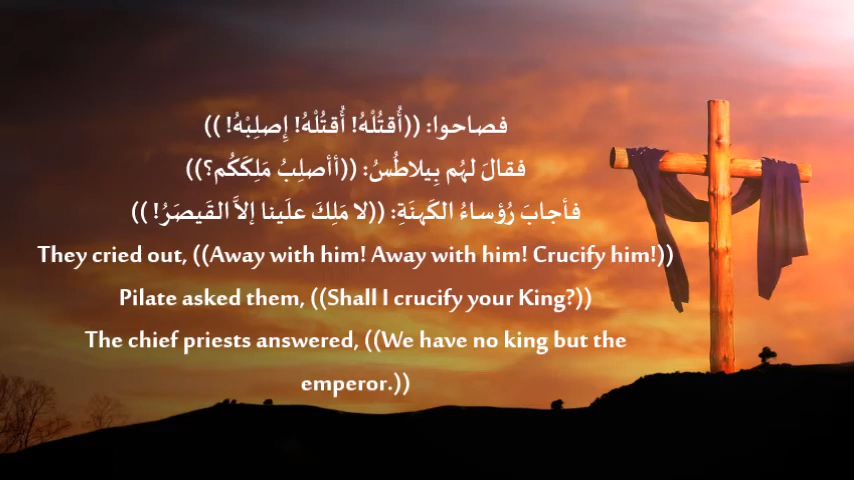 فصاحوا: ((أُقتُلْهُ! أُقتُلْهُ! إِصلِبْهُ! ))
فقالَ لهُم بِيلاطُسُ: ((أأصلِبُ مَلِكَكُم؟))
فأجابَ رُؤساءُ الكَهنَةِ: ((لا مَلِكَ علَينا إلاَّ القَيصَرُ! ))
They cried out, ((Away with him! Away with him! Crucify him!))
Pilate asked them, ((Shall I crucify your King?))
The chief priests answered, ((We have no king but the
emperor.))